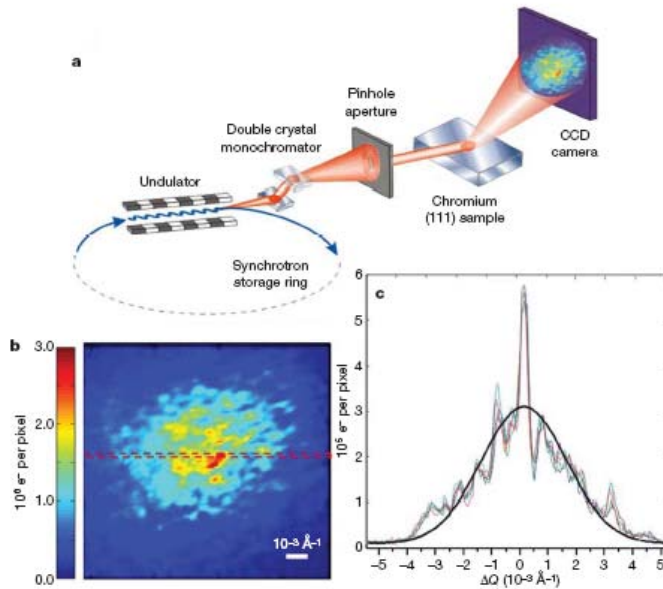 a
Undulator
Double crystal
monochromator
Pinhole
aperture
CCD
camera
Chromium
(111) sample
Synchrotron
storage ring
b
3.0
2.0
1.0
0.0
10⁶ e⁻ per pixel
10⁻³ Å⁻¹
c
6
5
4
3
2
1
0
10⁵ e⁻ per pixel
–5 –4 –3 –2 –1 0 1 2 3 4 5
ΔQ (10⁻³ Å⁻¹)